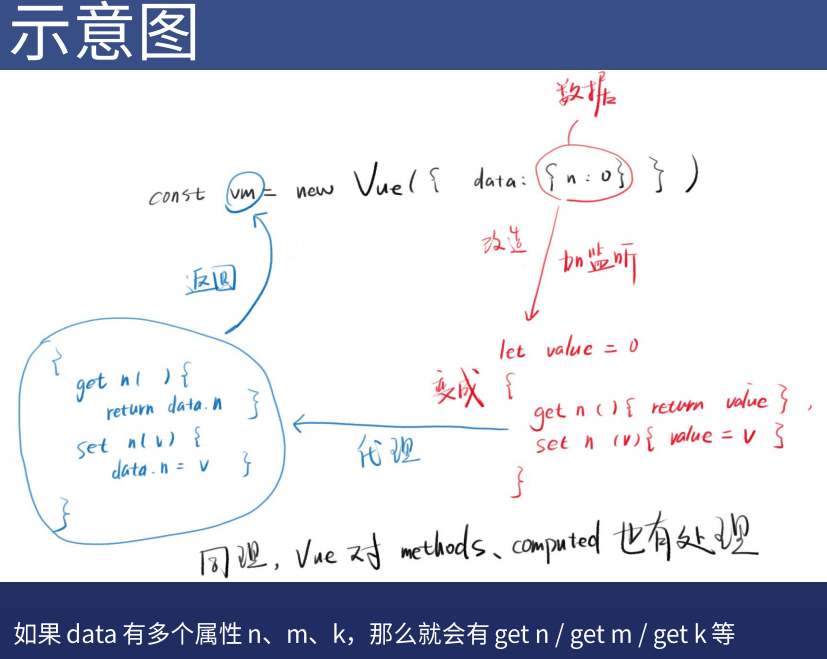 示意图
数据
const vm = new Vue({ data: { n : 0} } )
改造
加监听
返回
let value = 0
变成
{
get n ( ) { return value } ,
set n (v) { value = v }
}
代理
{
get n( ) {
return data.n }
set n(v) {
data.n = v }
}
同理, Vue 对 methods、computed 也有处理
如果 data 有多个属性 n、m、k，那么就会有 get n / get m / get k 等